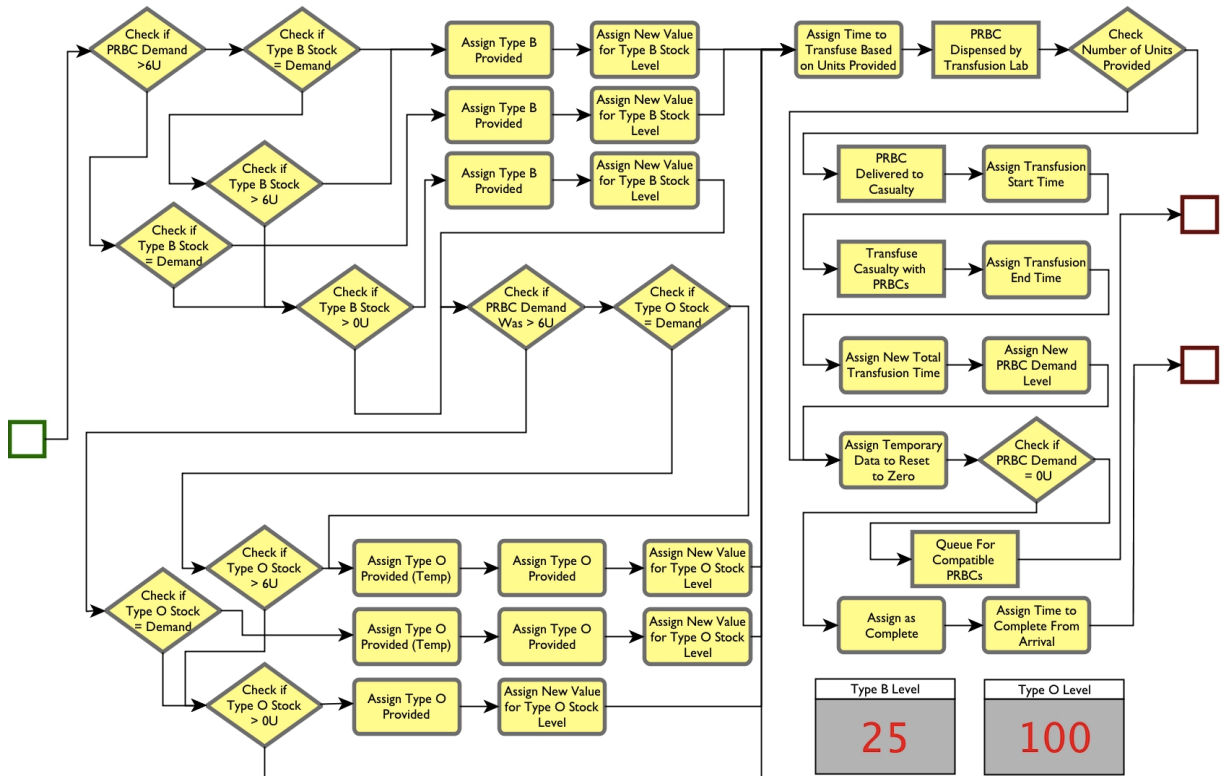 Check if
PRBC Demand
>6U
Check if
Type B Stock
= Demand
Assign Type B
Provided
Assign New Value
for Type B Stock
Level
Assign Time to
Transfuse Based
on Units Provided
PRBC
Dispensed by
Transfusion Lab
Check
Number of Units
Provided
Assign Type B
Provided
Assign New Value
for Type B Stock
Level
Check if
Type B Stock
> 6U
Assign Type B
Provided
Assign New Value
for Type B Stock
Level
PRBC
Delivered to
Casualty
Assign Transfusion
Start Time
Check if
Type B Stock
= Demand
Transfuse
Casualty with
PRBCs
Assign Transfusion
End Time
Check if
Type B Stock
> 0U
Check if
PRBC Demand
Was > 6U
Check if
Type O Stock
= Demand
Assign New Total
Transfusion Time
Assign New
PRBC Demand
Level
Assign Temporary
Data to Reset
to Zero
Check if
PRBC Demand
= 0U
Check if
Type O Stock
> 6U
Assign Type O
Provided (Temp)
Assign Type O
Provided
Assign New Value
for Type O Stock
Level
Queue For
Compatible
PRBCs
Check if
Type O Stock
= Demand
Assign Type O
Provided (Temp)
Assign Type O
Provided
Assign New Value
for Type O Stock
Level
Assign as
Complete
Assign Time to
Complete From
Arrival
Check if
Type O Stock
> 0U
Assign Type O
Provided
Assign New Value
for Type O Stock
Level
Type B Level
25
Type O Level
100